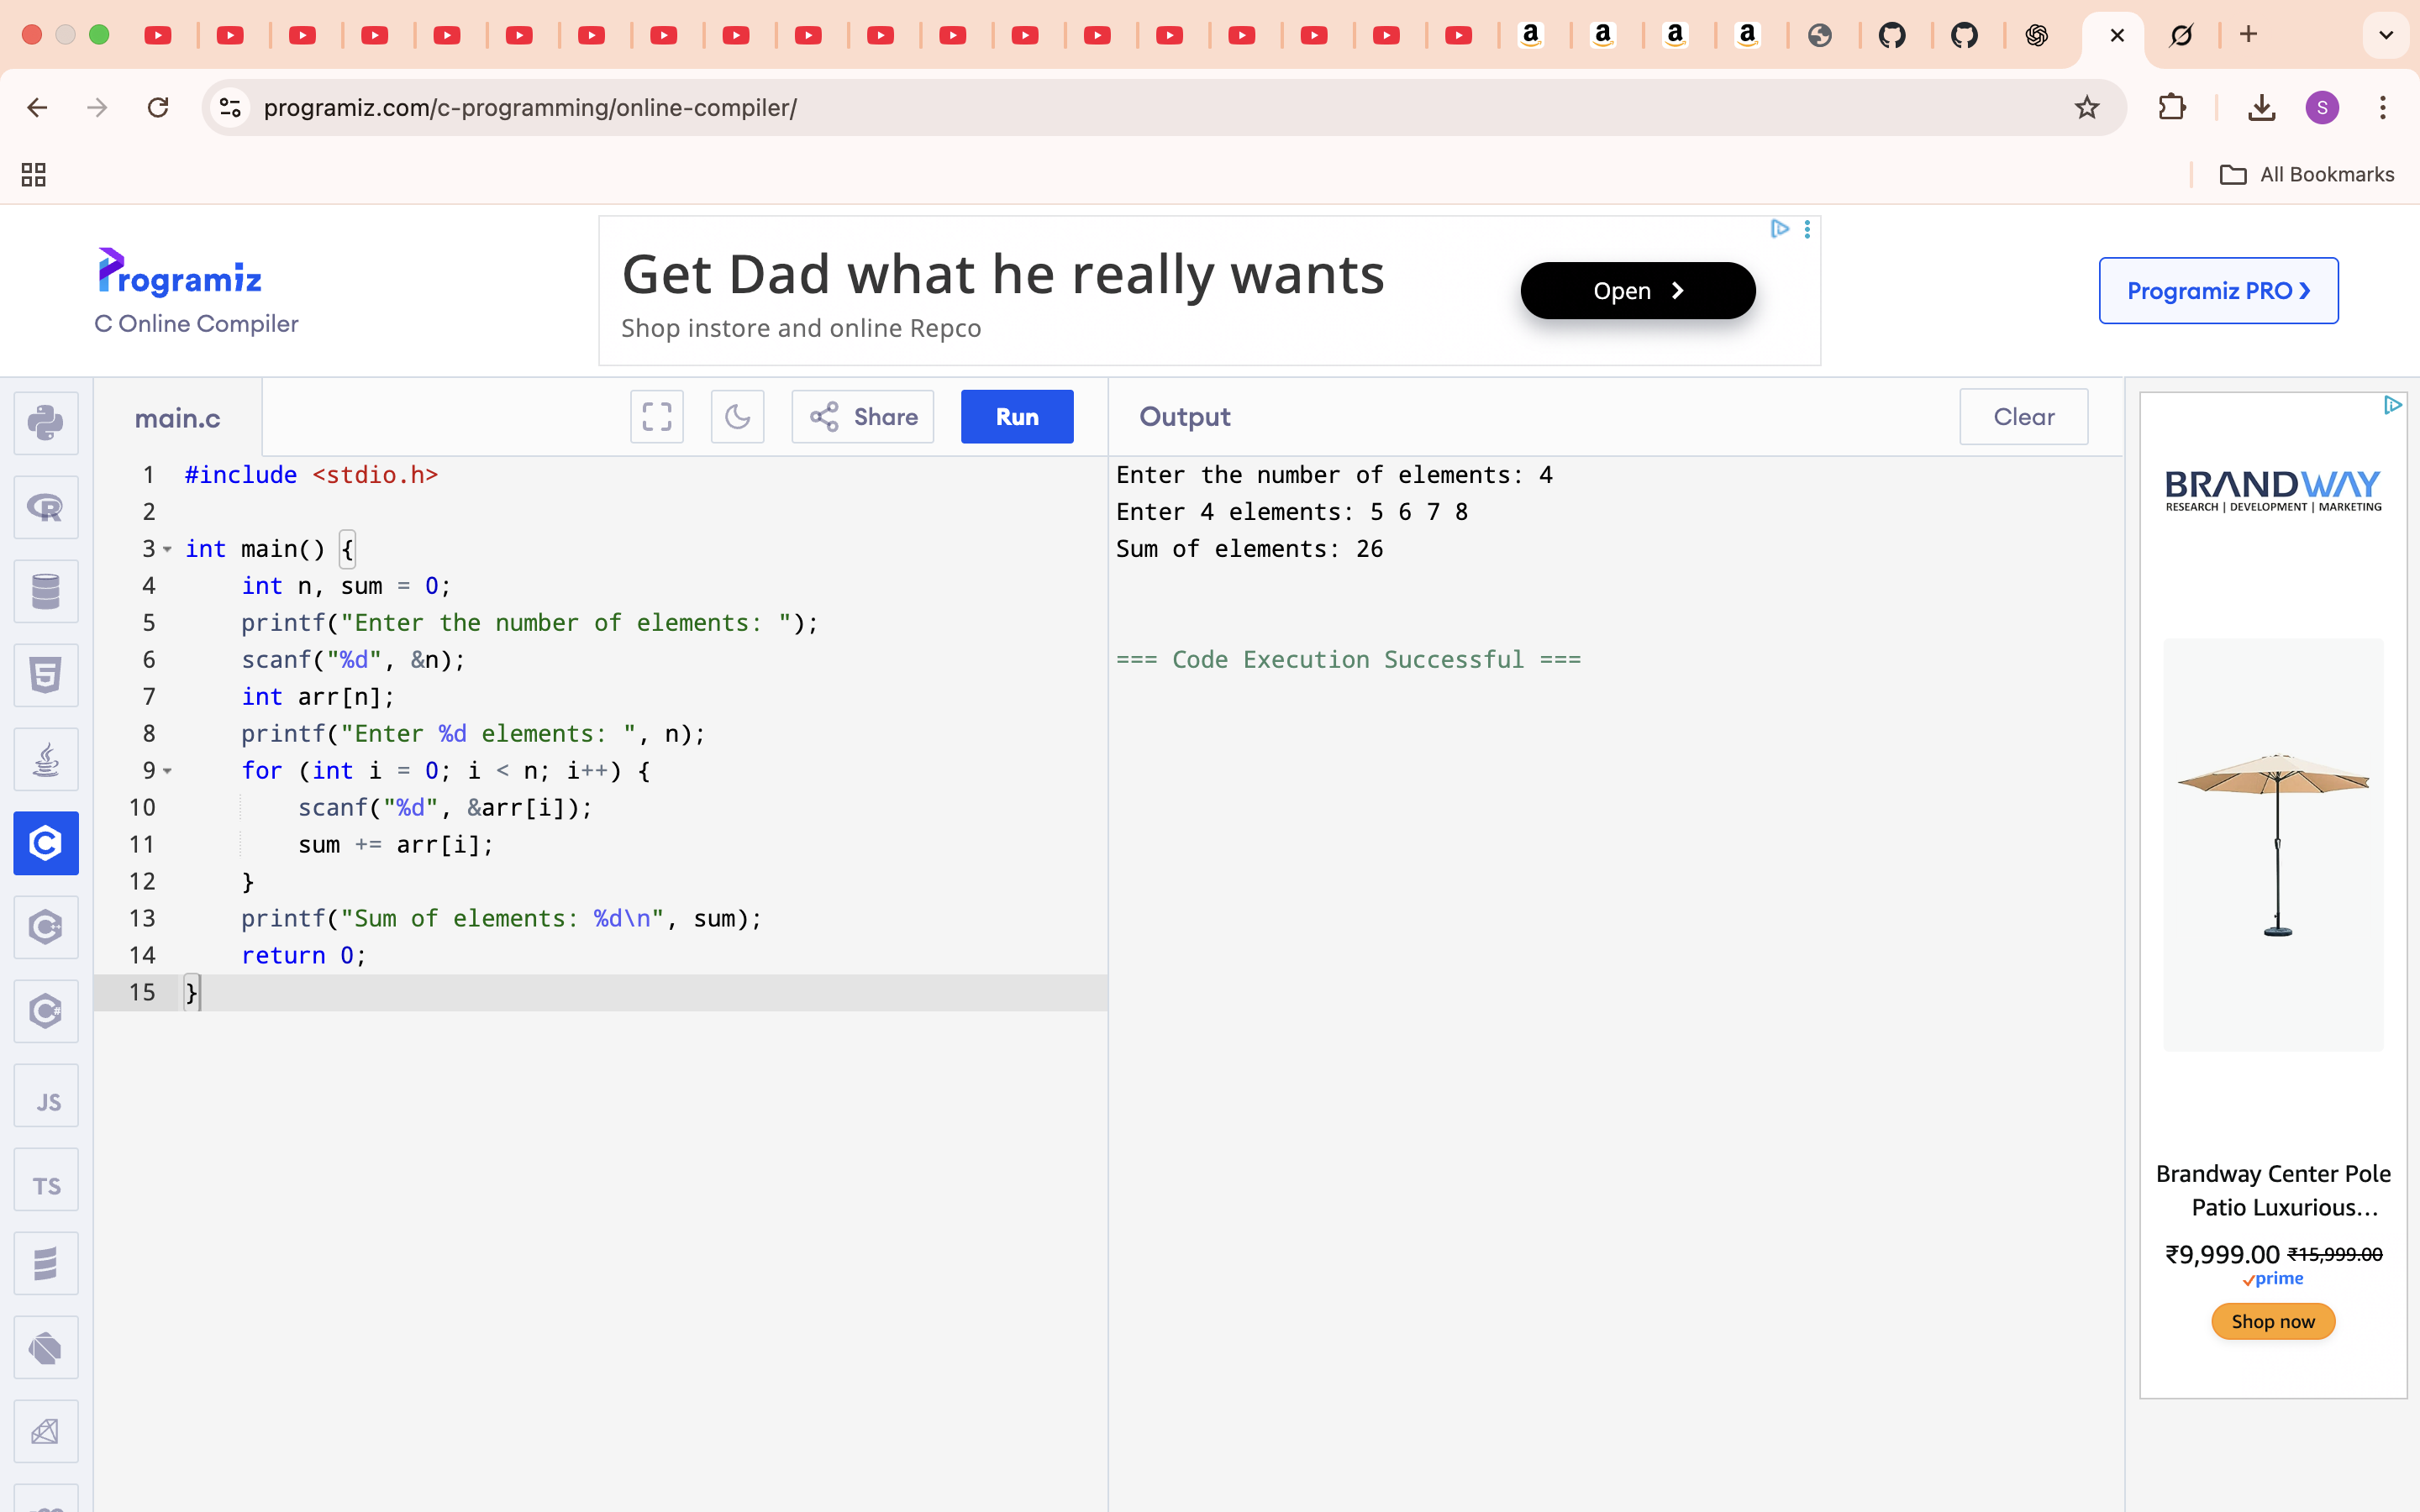 programiz.com/c-programming/online-compiler/
S
All Bookmarks
Programiz
C Online Compiler
Get Dad what he really wants
Shop instore and online Repco
Open
Programiz PRO
main.c
Share
Run
Output
Clear
1 #include <stdio.h>
2
3 int main() {
4     int n, sum = 0;
5     printf("Enter the number of elements: ");
6     scanf("%d", &n);
7     int arr[n];
8     printf("Enter %d elements: ", n);
9     for (int i = 0; i < n; i++) {
10         scanf("%d", &arr[i]);
11         sum += arr[i];
12     }
13     printf("Sum of elements: %d\n", sum);
14     return 0;
15 }
Enter the number of elements: 4
Enter 4 elements: 5 6 7 8
Sum of elements: 26
=== Code Execution Successful ===
JS
TS
BRANDWAY
RESEARCH | DEVELOPMENT | MARKETING
Brandway Center Pole
Patio Luxurious...
₹9,999.00 ₹15,999.00
prime
Shop now